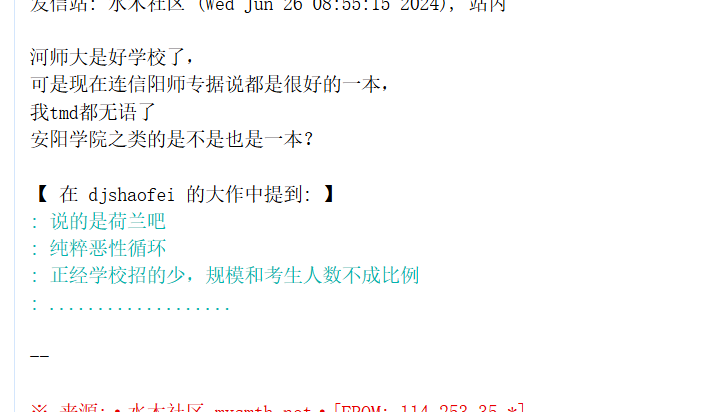 发信站: 水木社区 (Wed Jun 26 08:55:15 2024), 站内
河师大是好学校了，
可是现在连信阳师专据说都是很好的一本，
我tmd都无语了
安阳学院之类的是不是也是一本？
【 在 djshaofei 的大作中提到: 】
: 说的是荷兰吧
: 纯粹恶性循环
: 正经学校招的少，规模和考生人数不成比例
: ...................
--
※ 来源:·水木社区 mysmth.net·[FROM: 114.253.35.*]